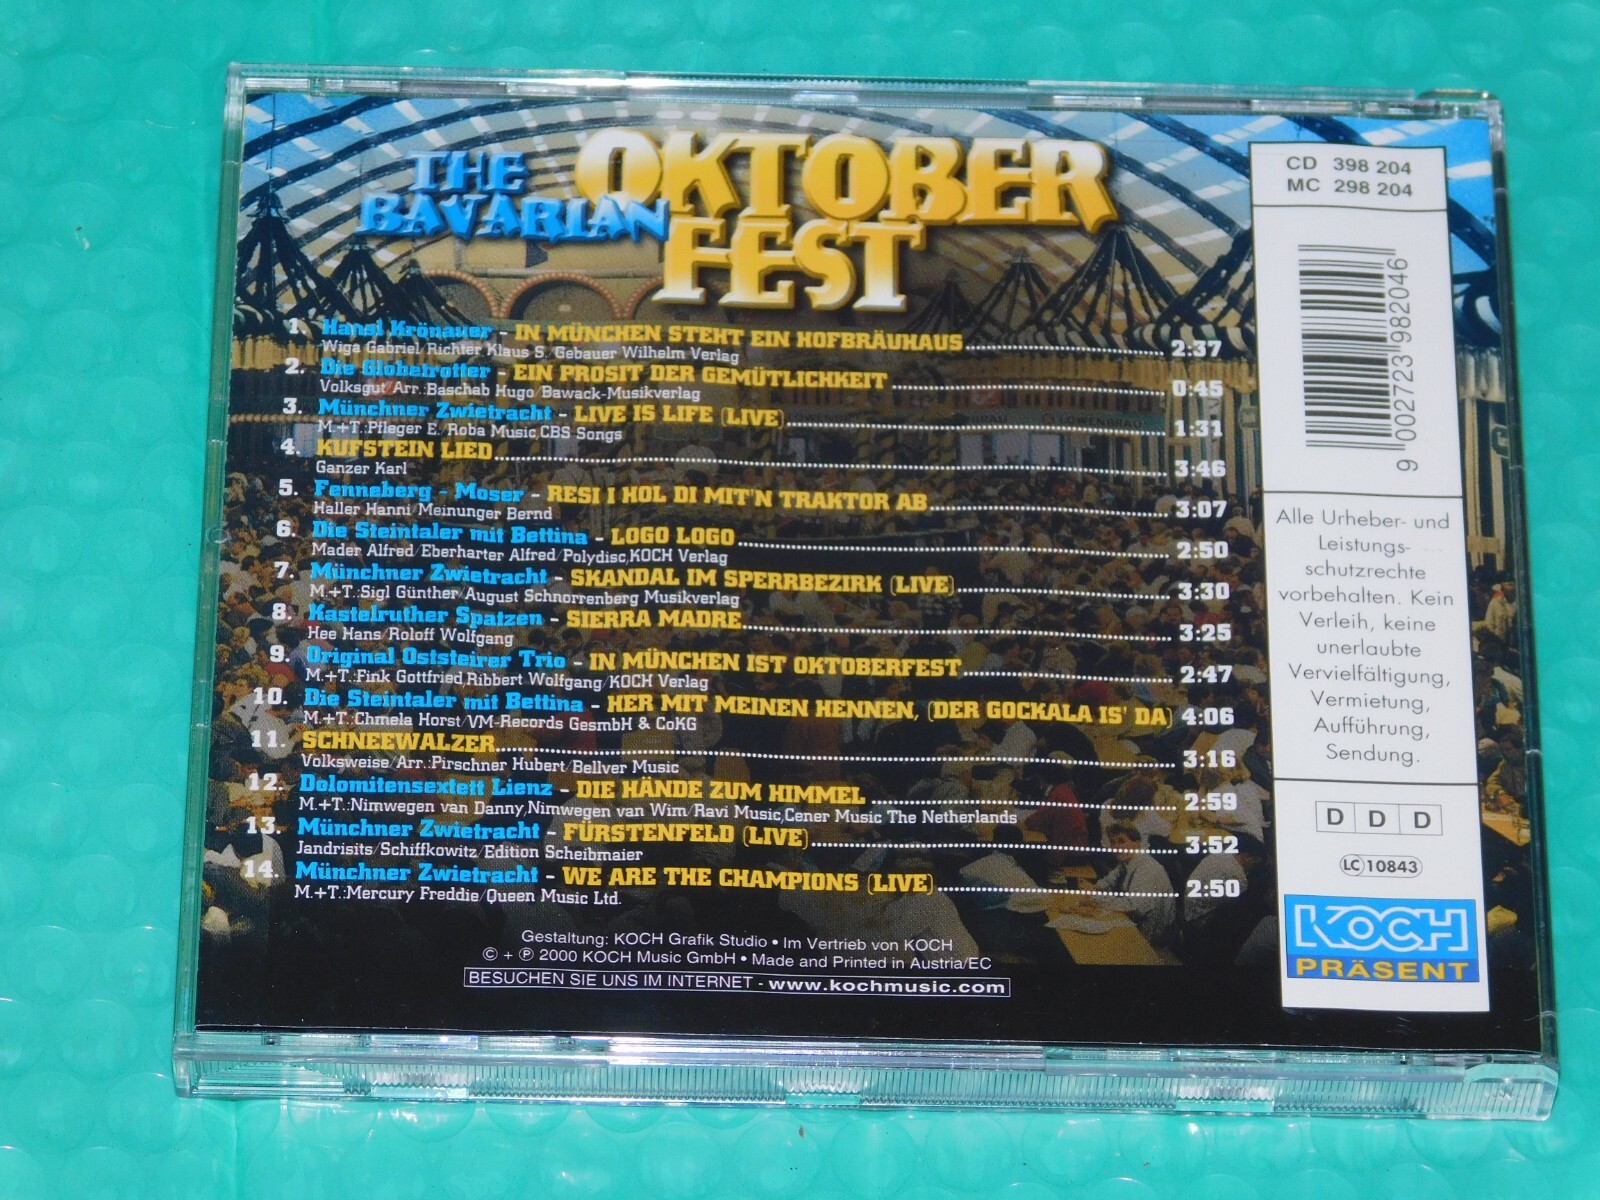 THE BAVARIAN OKTOBER FEST
1. Hansl Krönauer - IN MÜNCHEN STEHT EIN HOFBRÄUHAUS 2:37
Wiga Gabriel/Richter Klaus S./Gebauer Wilhelm Verlag
2. Die Globetrotter - EIN PROSIT DER GEMÜTLICHKEIT 0:45
Volksgut/Arr.:Baschab Hugo/Bawack-Musikverlag
3. Münchner Zwietracht - LIVE IS LIFE (LIVE) 1:31
M.+T.:Pfleger E./Roba Music,CBS Songs
4. KUFSTEIN LIED 3:46
Ganzer Karl
5. Fenneberg - Moser - RESI I HOL DI MIT'N TRAKTOR AB 3:07
Haller Hanni/Meinunger Bernd
6. Die Steintaler mit Bettina - LOGO LOGO 2:50
Mader Alfred/Eberharter Alfred/Polydisc,KOCH Verlag
7. Münchner Zwietracht - SKANDAL IM SPERRBEZIRK (LIVE) 3:30
M.+T.:Sigl Günther/August Schnorrenberg Musikverlag
8. Kastelruther Spatzen - SIERRA MADRE 3:25
Hee Hans/Roloff Wolfgang
9. Original Oststeirer Trio - IN MÜNCHEN IST OKTOBERFEST 2:47
M.+T.:Fink Gottfried,Ribbert Wolfgang/KOCH Verlag
10. Die Steintaler mit Bettina - HER MIT MEINEN HENNEN, (DER GOCKALA IS' DA) 4:06
M.+T.:Chmela Horst/VM-Records GesmbH & CoKG
11. SCHNEEWALZER 3:16
Volksweise/Arr.:Pirschner Hubert/Bellver Music
12. Dolomitensextett Lienz - DIE HÄNDE ZUM HIMMEL 2:59
M.+T.:Nimwegen van Danny,Nimwegen van Wim/Ravi Music,Cener Music The Netherlands
13. Münchner Zwietracht - FÜRSTENFELD (LIVE) 3:52
Jandrisits/Schiffkowitz/Edition Scheibmaier
14. Münchner Zwietracht - WE ARE THE CHAMPIONS (LIVE) 2:50
M.+T.:Mercury Freddie/Queen Music Ltd.
Gestaltung: KOCH Grafik Studio • Im Vertrieb von KOCH
© + ℗ 2000 KOCH Music GmbH • Made and Printed in Austria/EC
BESUCHEN SIE UNS IM INTERNET - www.kochmusic.com
CD 398 204
MC 298 204
9 002723 982046
Alle Urheber- und
Leistungs-
schutzrechte
vorbehalten. Kein
Verleih, keine
unerlaubte
Vervielfältigung,
Vermietung,
Aufführung,
Sendung.
D D D
LC 10843
KOCH
PRÄSENT